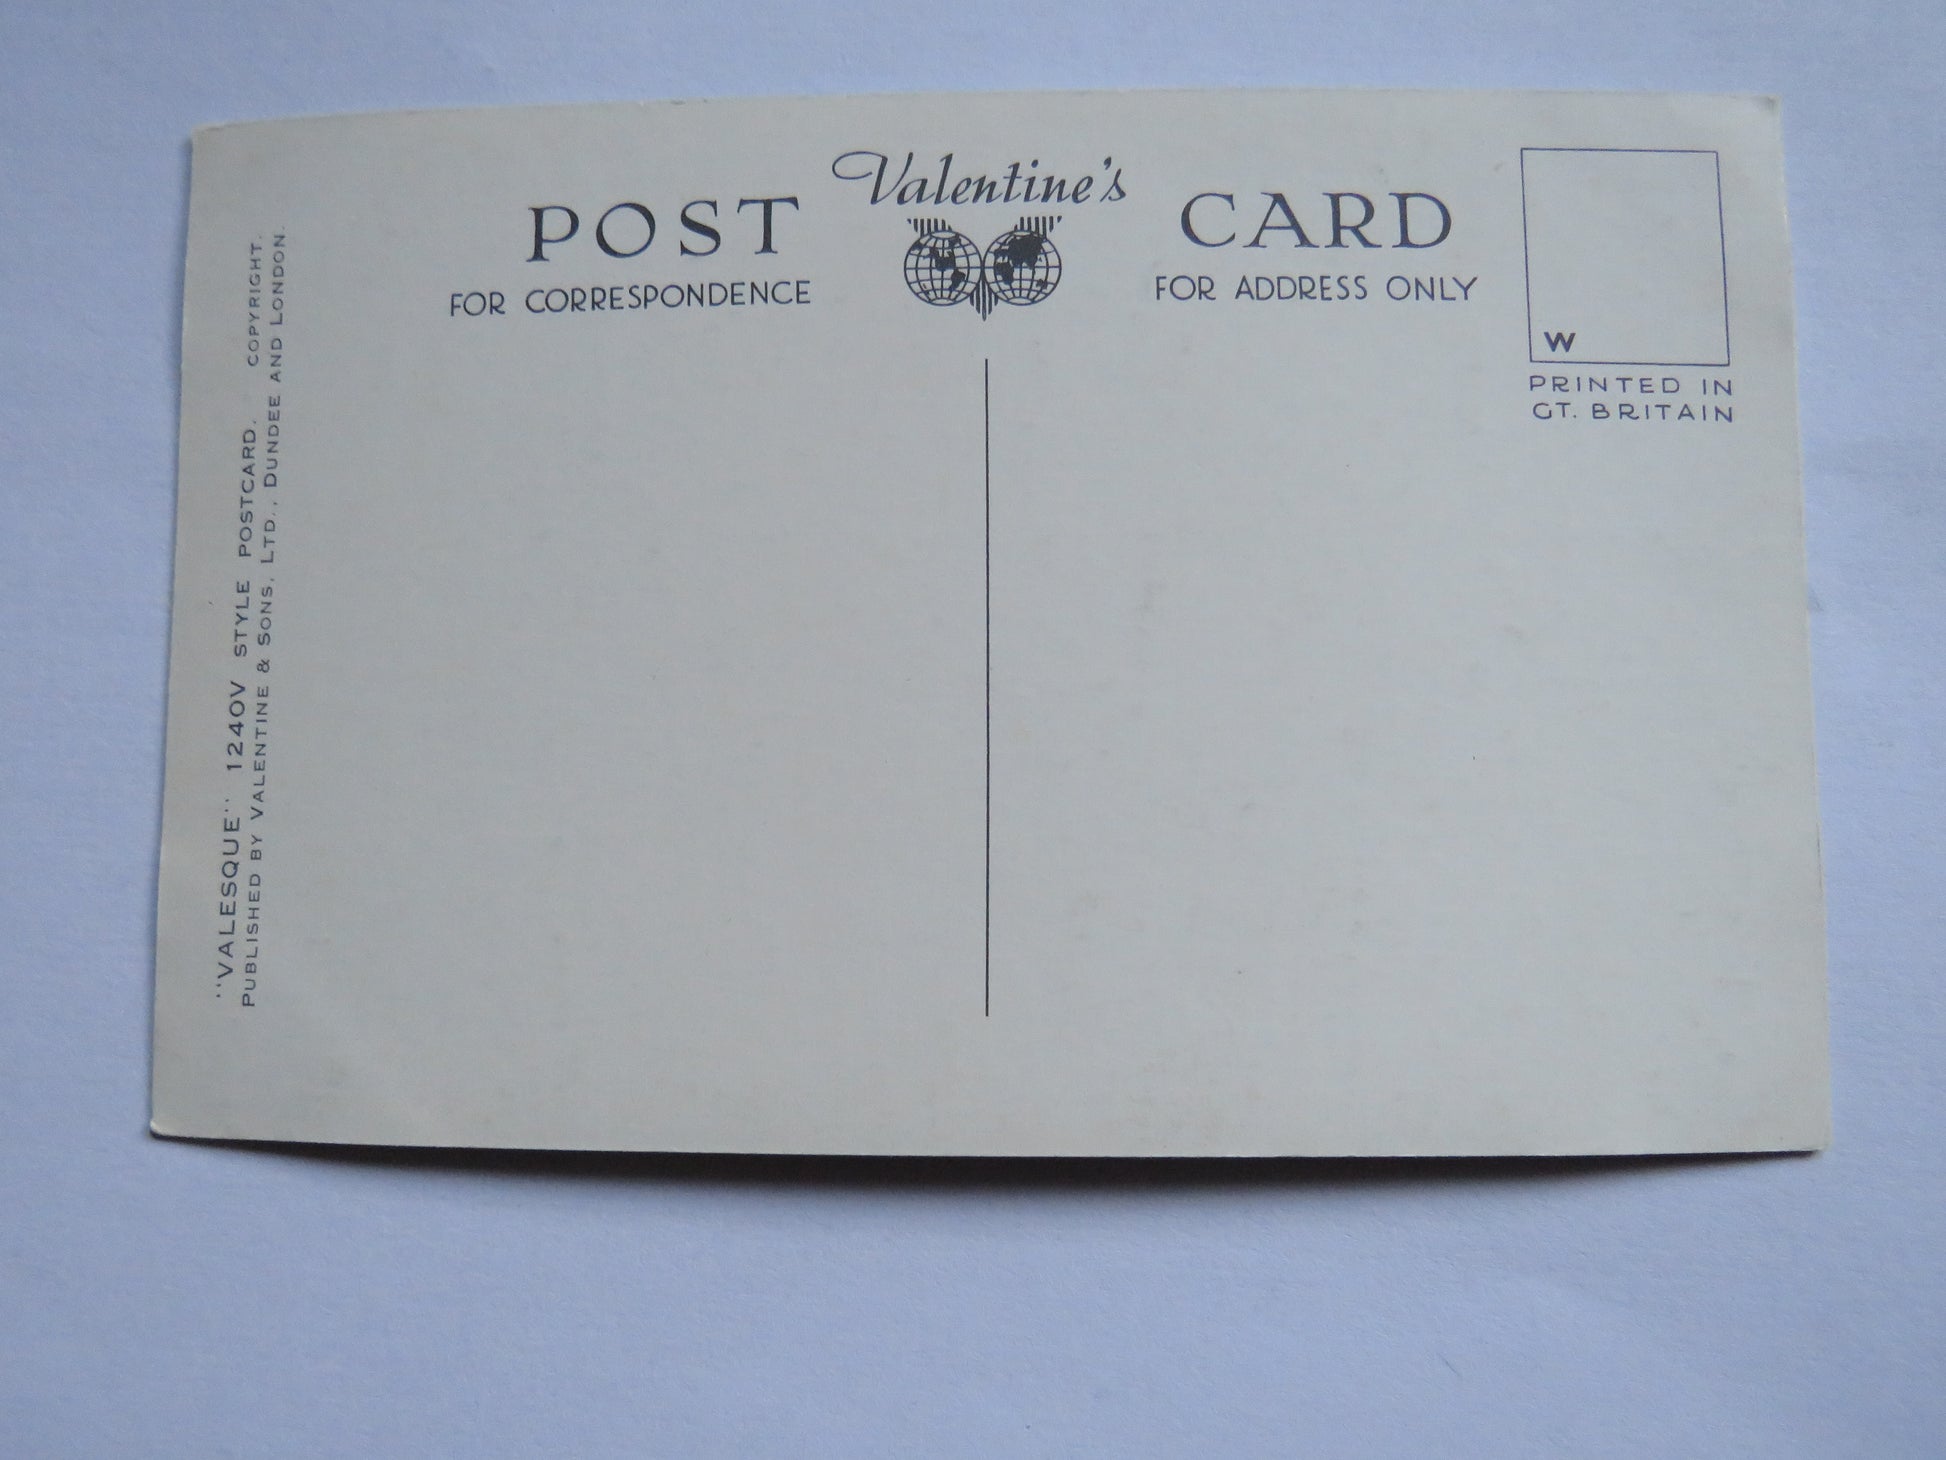 Valentine's
POST CARD
FOR CORRESPONDENCE
FOR ADDRESS ONLY
W
PRINTED IN
GT. BRITAIN
"VALESQUE" 1240V STYLE POSTCARD. COPYRIGHT.
PUBLISHED BY VALENTINE & SONS, LTD., DUNDEE AND LONDON.